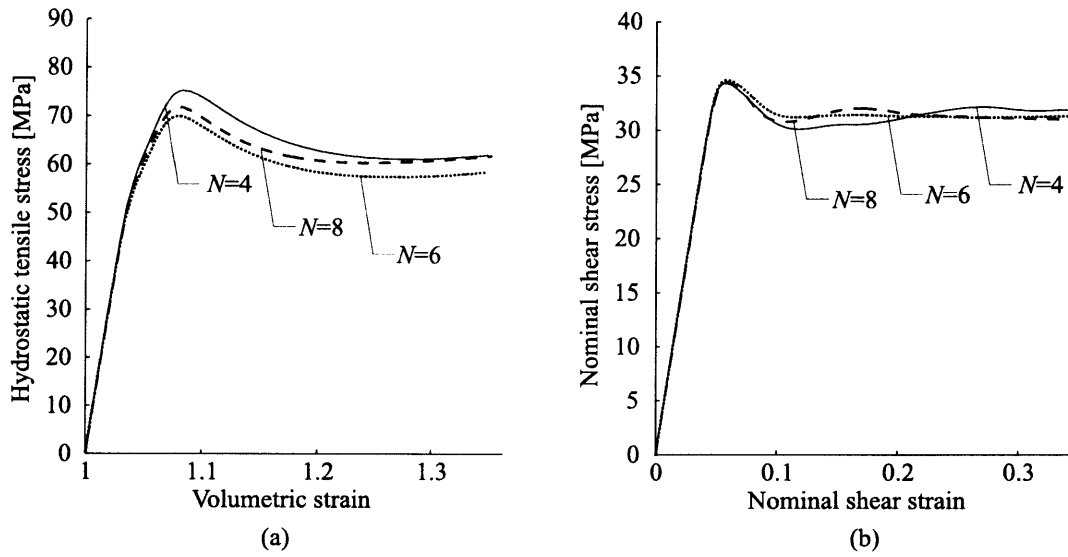 90
80
70
60
50
40
30
20
10
0
Hydrostatic tensile stress [MPa]
N=4
N=8
N=6
1
1.1
1.2
1.3
Volumetric strain
(a)
40
35
30
25
20
15
10
5
0
Nominal shear stress [MPa]
N=8
N=6
N=4
0
0.1
0.2
0.3
Nominal shear strain
(b)